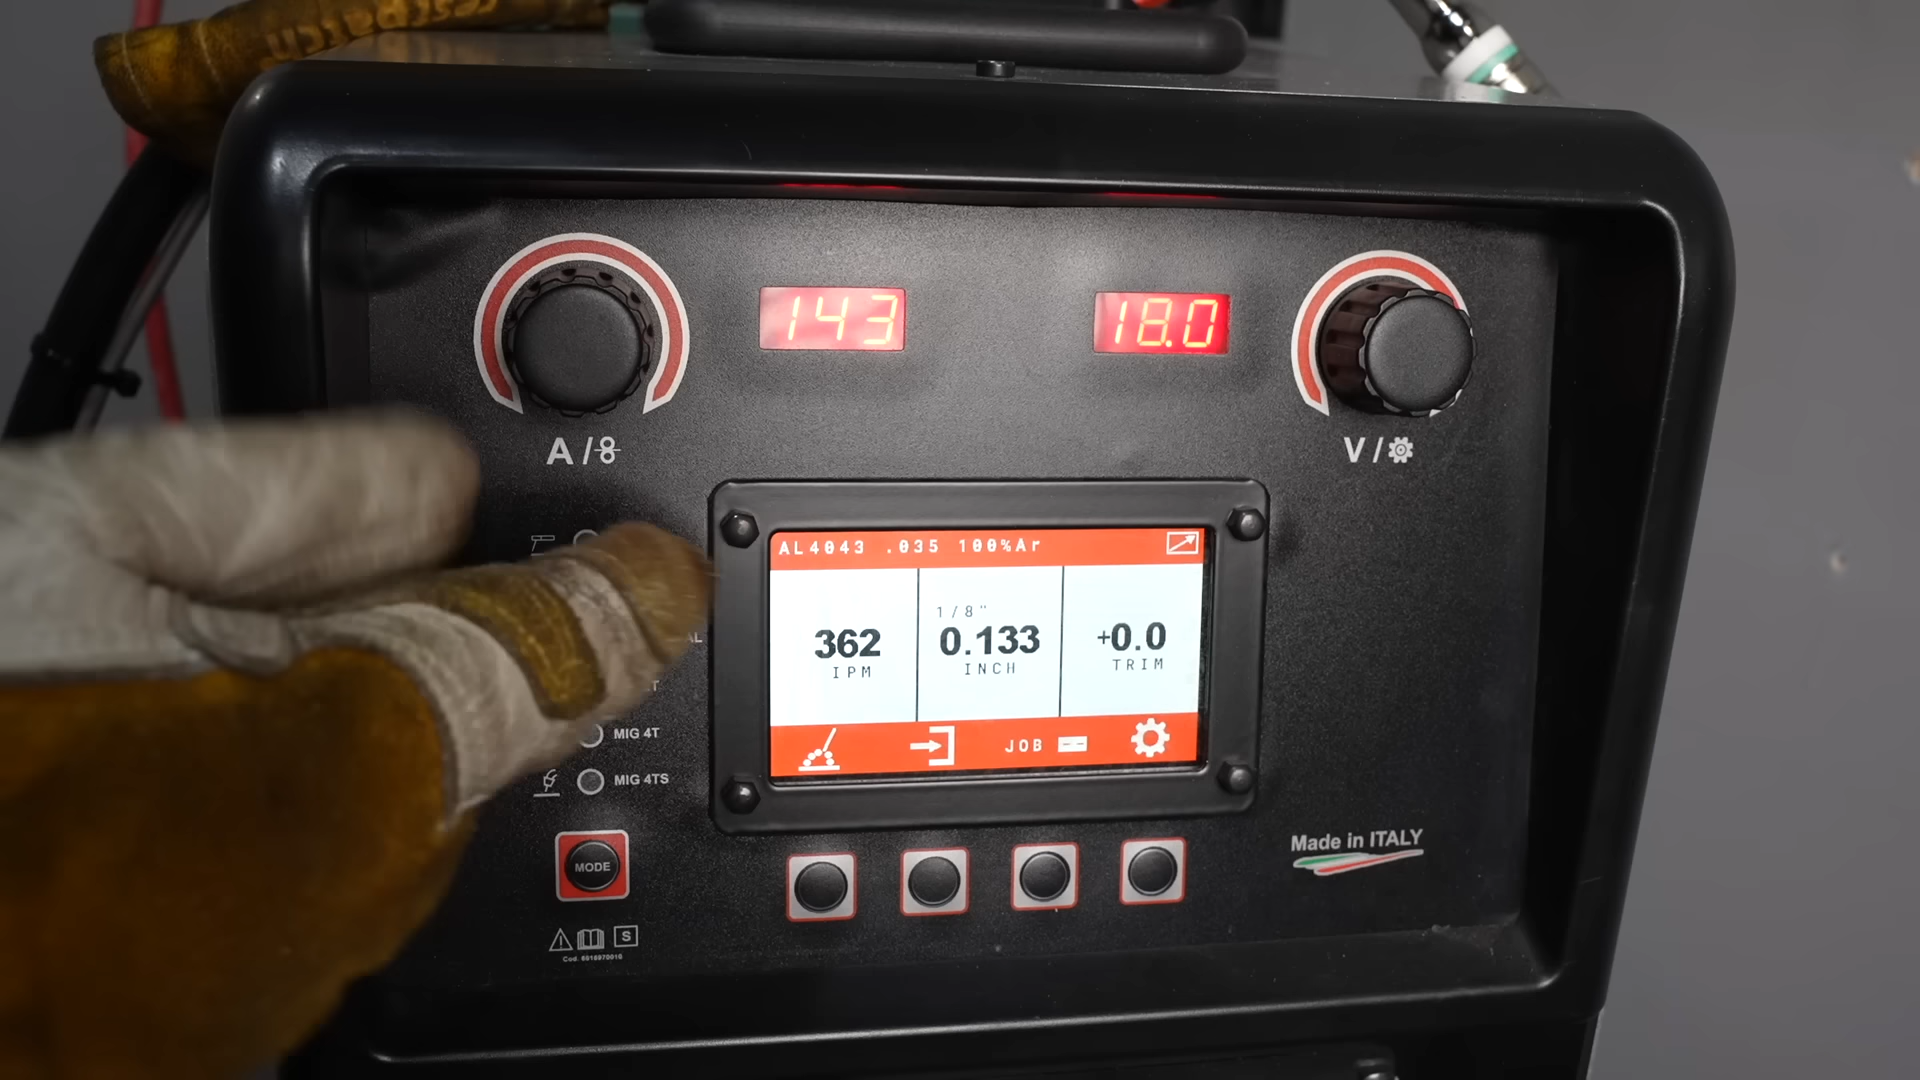 143
18.0
A /
V /
AL4043 .035 100%Ar
1/8"
362
0.133
+0.0
IPM
INCH
TRIM
JOB --
MIG 4T
MIG 4TS
MODE
S
Made in ITALY